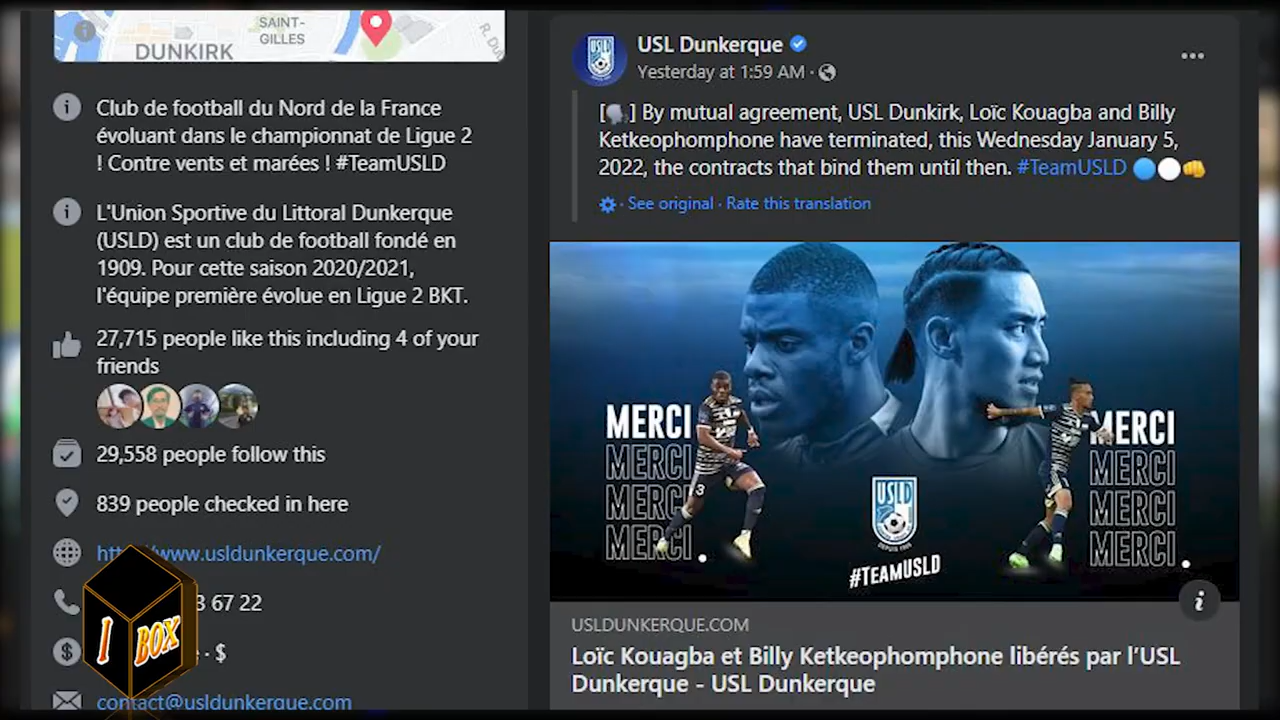 SAINT-
GILLES
DUNKIRK
Club de football du Nord de la France
évoluant dans le championnat de Ligue 2
! Contre vents et marées ! #TeamUSLD
L'Union Sportive du Littoral Dunkerque
(USLD) est un club de football fondé en
1909. Pour cette saison 2020/2021,
l'équipe première évolue en Ligue 2 BKT.
27,715 people like this including 4 of your
friends
29,558 people follow this
839 people checked in here
www.usldunkerque.com/
3 67 22
· $
contact@usldunkerque.com
I BOX
USL Dunkerque
Yesterday at 1:59 AM ·
[🗣] By mutual agreement, USL Dunkirk, Loïc Kouagba and Billy
Ketkeophomphone have terminated, this Wednesday January 5,
2022, the contracts that bind them until then. #TeamUSLD 🔵⚪👊
· See original · Rate this translation
MERCI
MERCI
MERCI
MERCI
MERCI
MERCI
MERCI
MERCI
USLD
DEPUIS 1909
#TEAMUSLD
USLDUNKERQUE.COM
Loïc Kouagba et Billy Ketkeophomphone libérés par l’USL
Dunkerque - USL Dunkerque